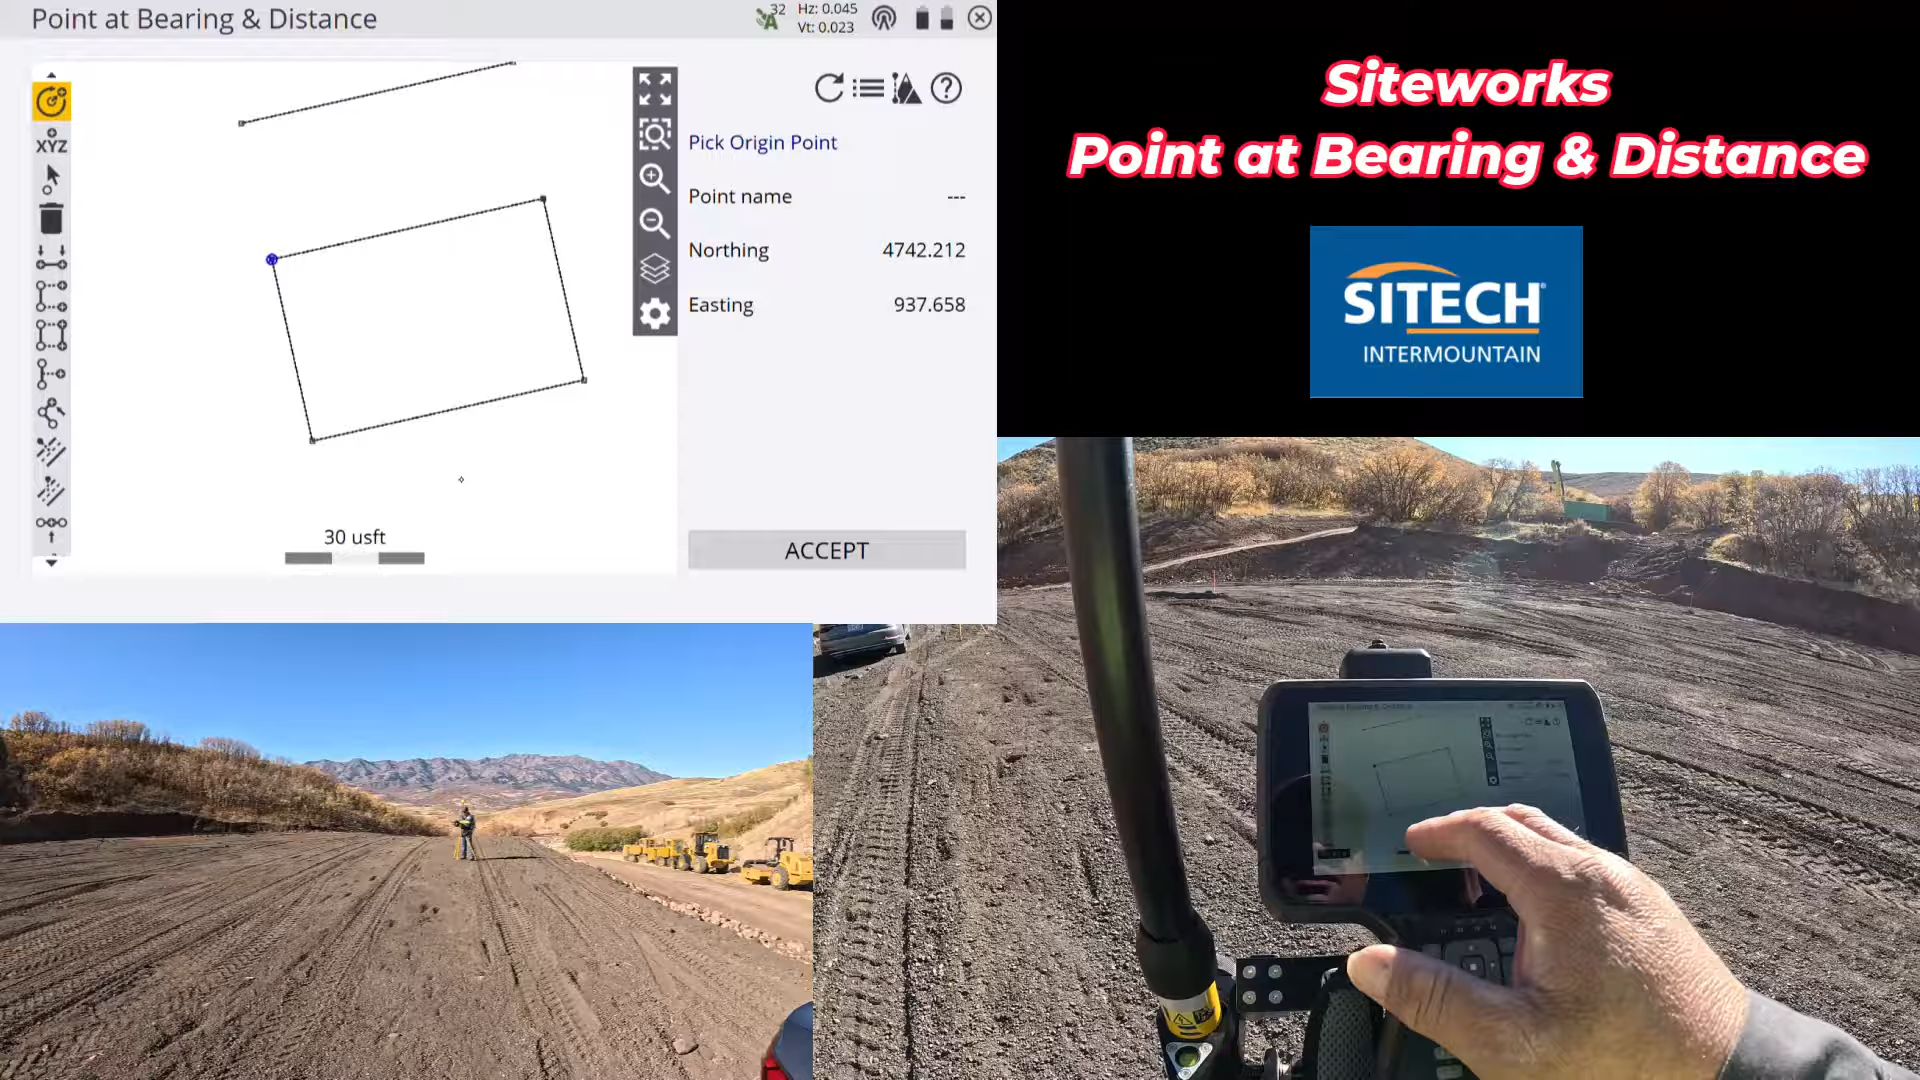 Point at Bearing & Distance
32
Hz: 0.045
Vt: 0.023
XYZ
Pick Origin Point
Point name ---
Northing 4742.212
Easting 937.658
30 usft
ACCEPT
Siteworks
Point at Bearing & Distance
SITECH
INTERMOUNTAIN